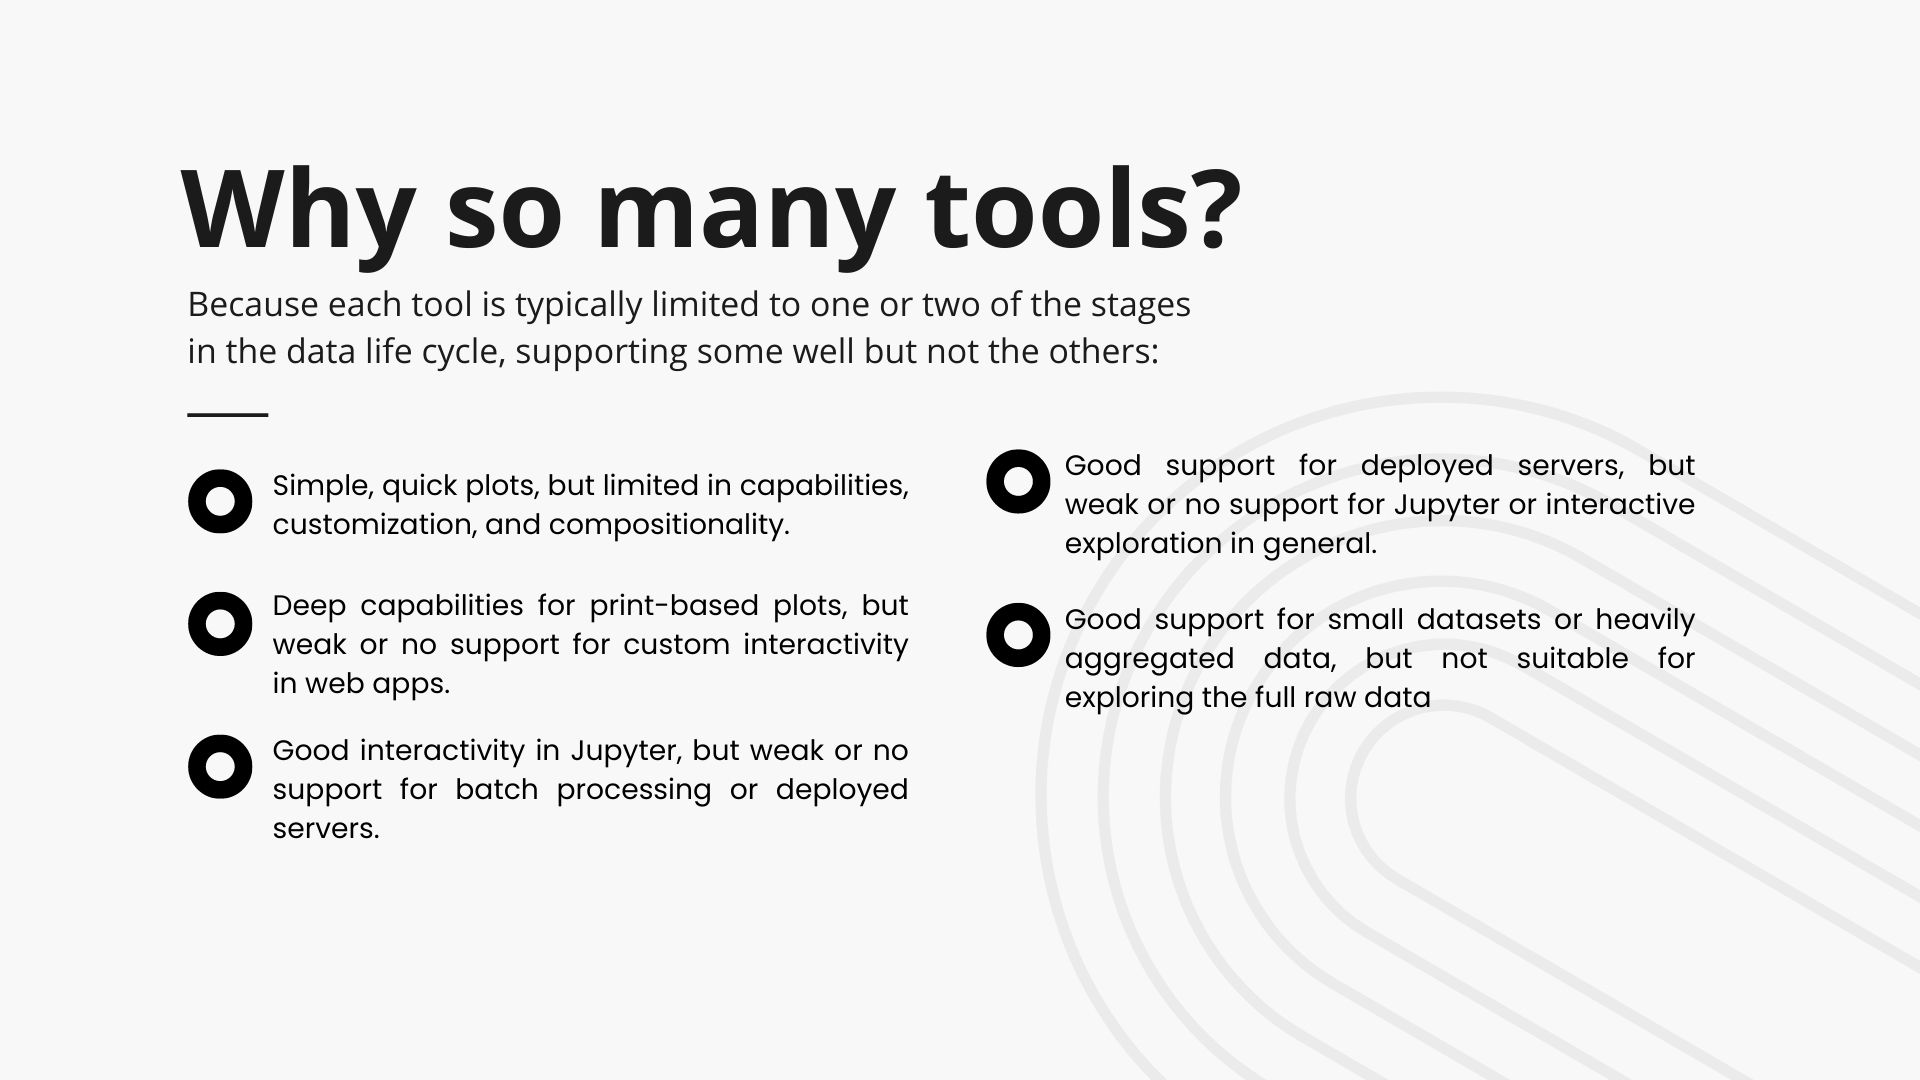 Why so many tools?
Because each tool is typically limited to one or two of the stages
in the data life cycle, supporting some well but not the others:
Simple, quick plots, but limited in capabilities,
customization, and compositionality.
Deep capabilities for print-based plots, but
weak or no support for custom interactivity
in web apps.
Good interactivity in Jupyter, but weak or no
support for batch processing or deployed
servers.
Good support for deployed servers, but
weak or no support for Jupyter or interactive
exploration in general.
Good support for small datasets or heavily
aggregated data, but not suitable for
exploring the full raw data